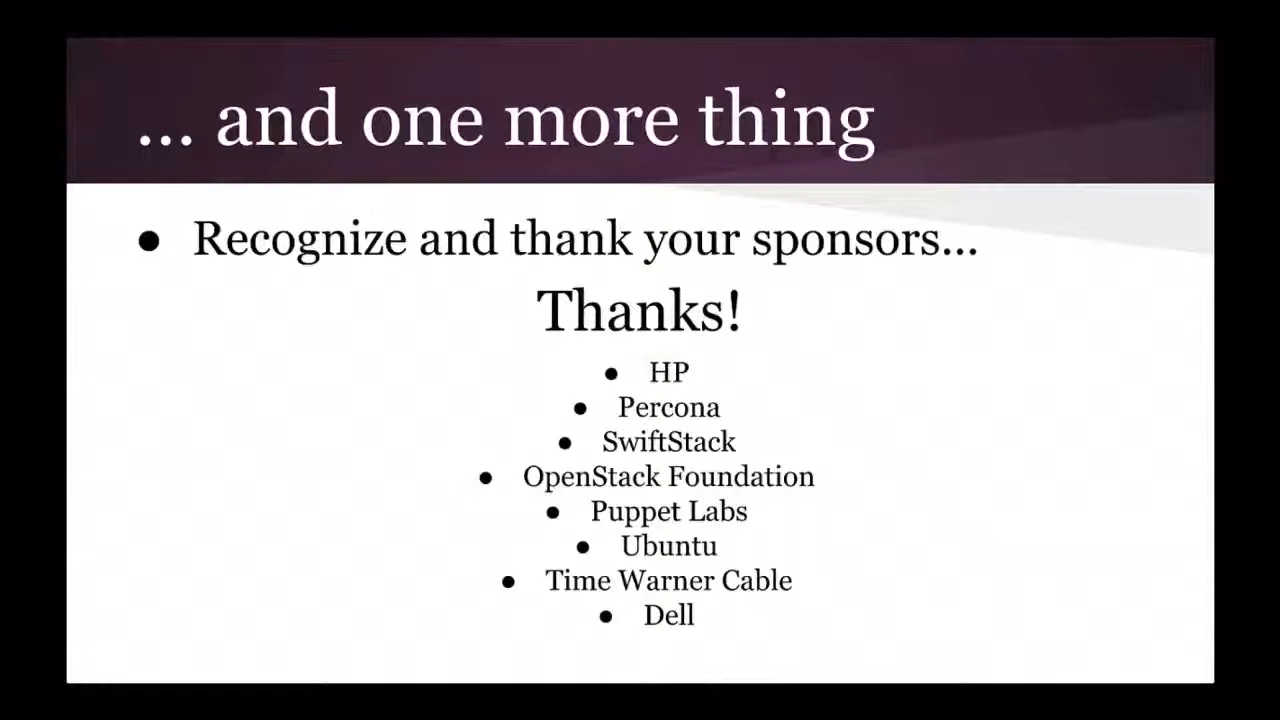 ... and one more thing
● Recognize and thank your sponsors...
Thanks!
● HP
● Percona
● SwiftStack
● OpenStack Foundation
● Puppet Labs
● Ubuntu
● Time Warner Cable
● Dell